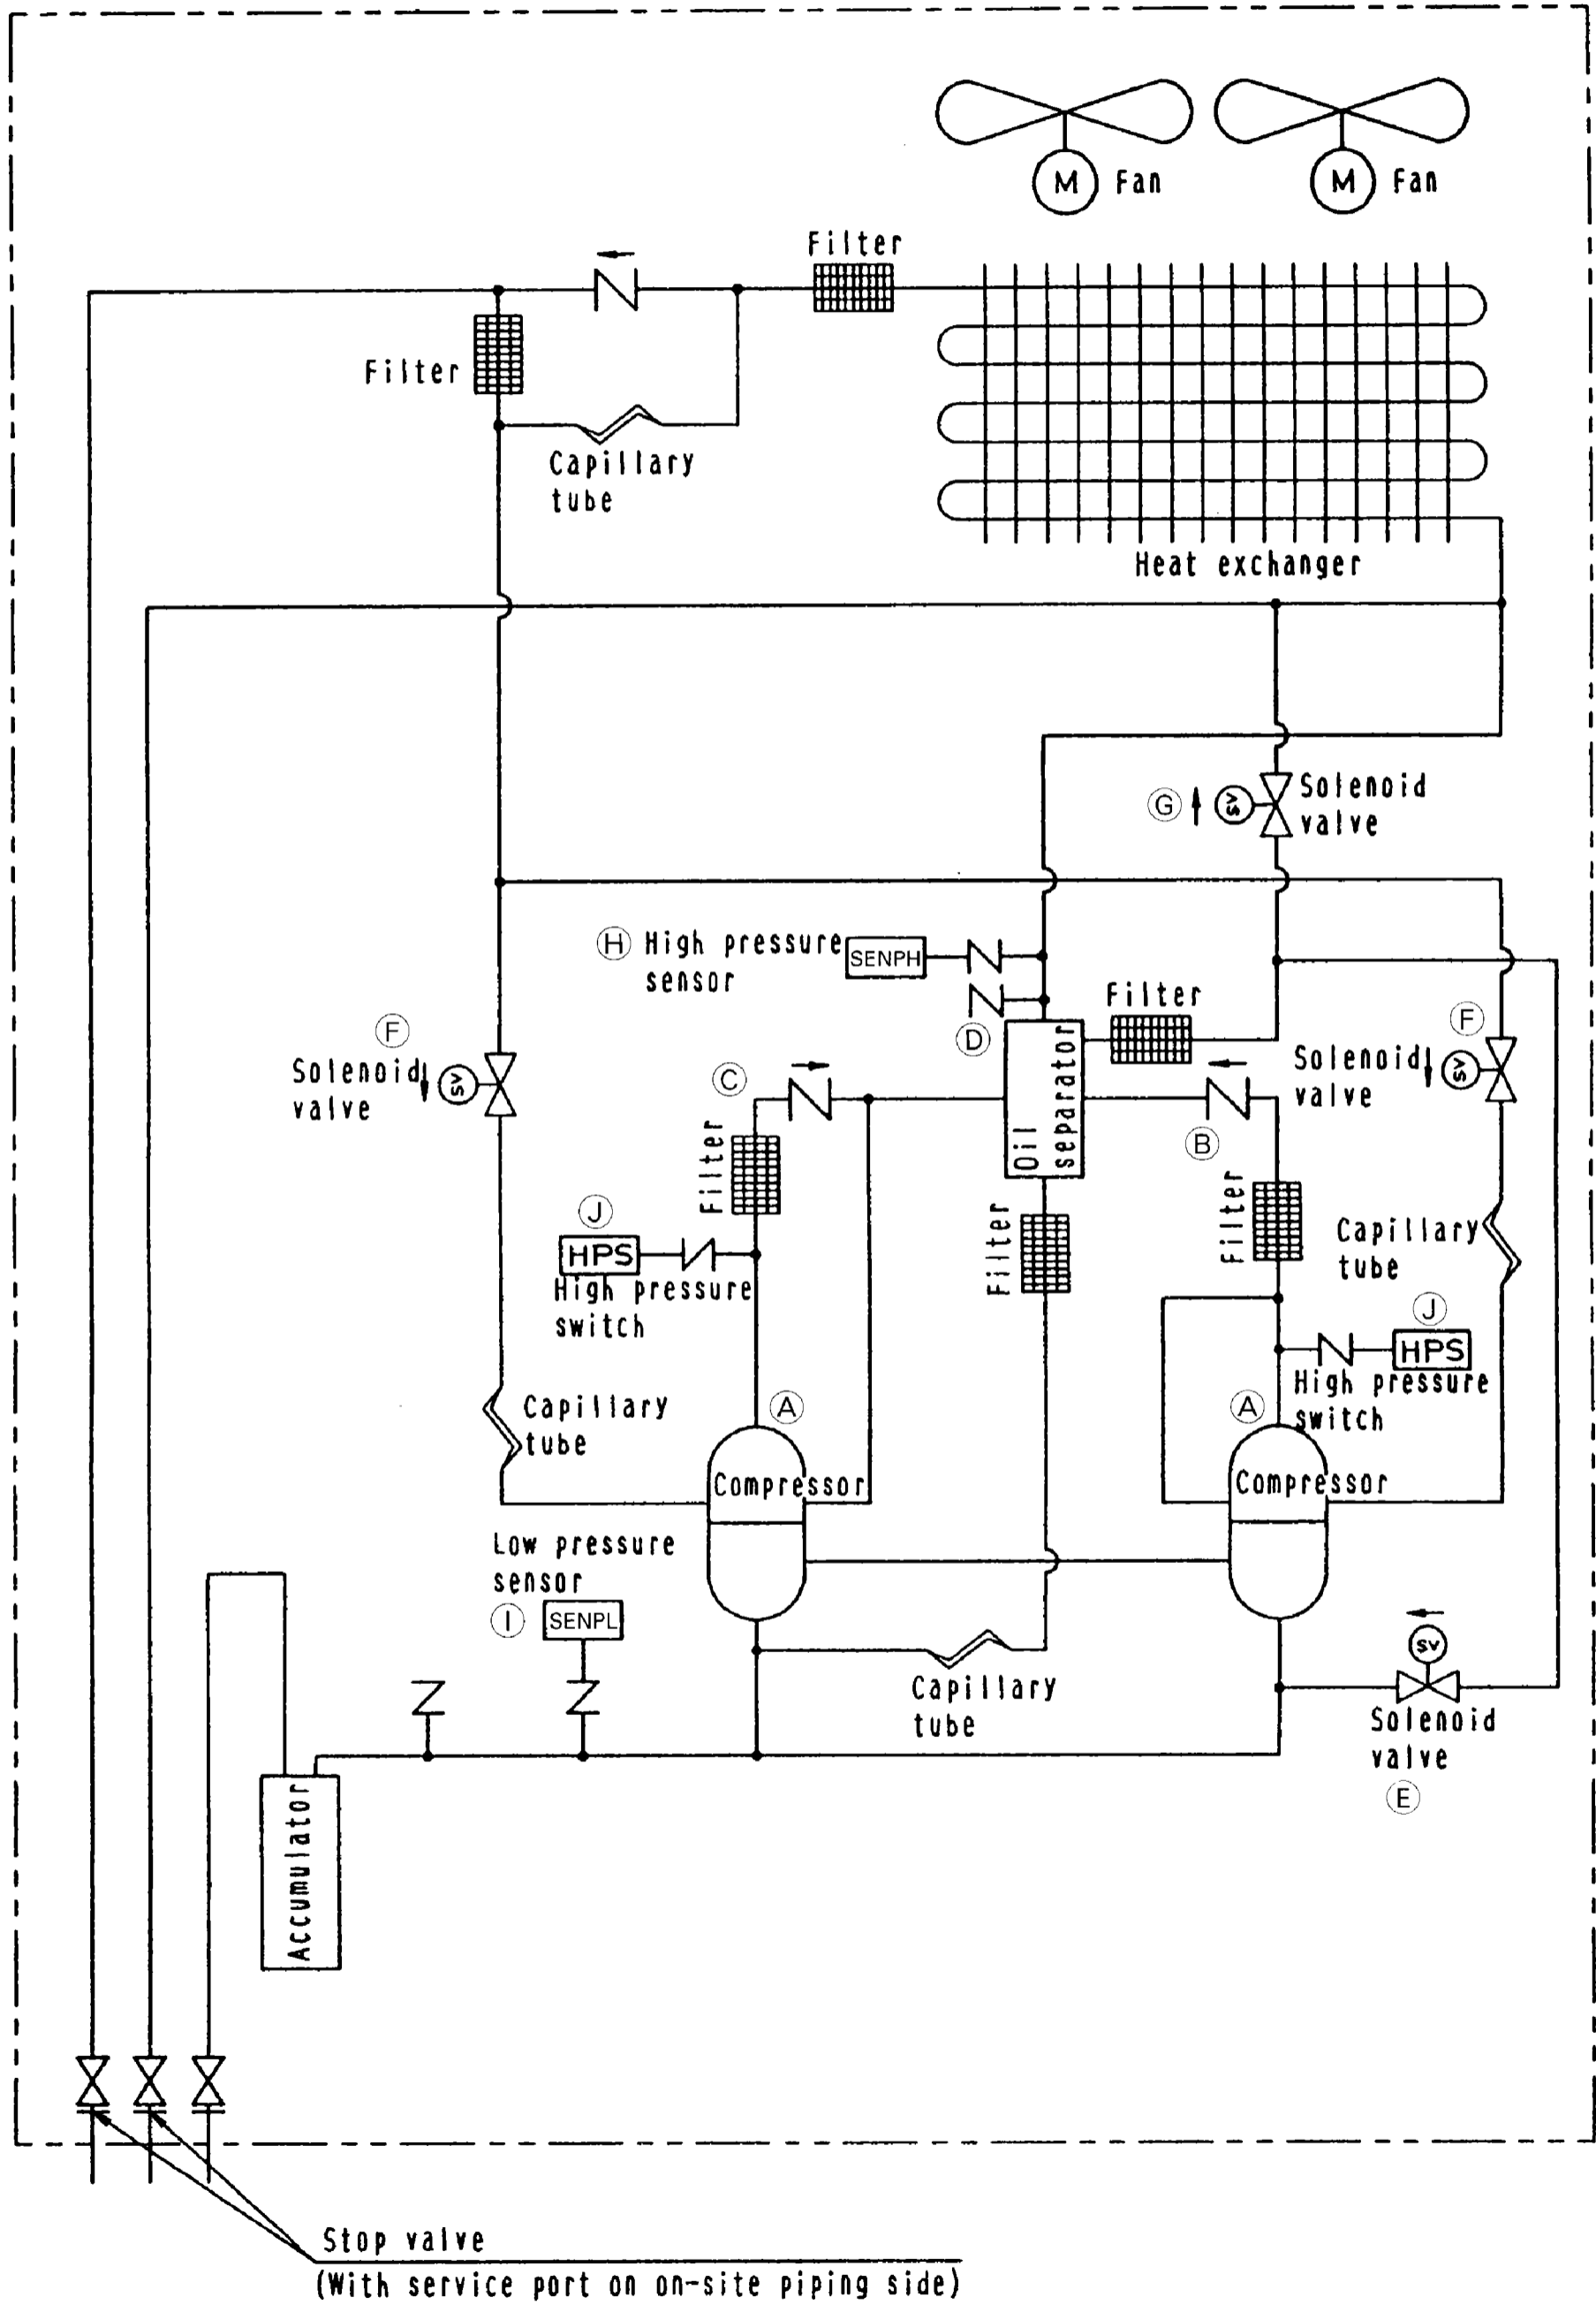 M Fan
M Fan
Filter
Filter
Capillary
tube
Heat exchanger
G
SV
Solenoid
valve
H High pressure
sensor
SENPH
Filter
D
F
Solenoid
valve
SV
C
Oil
separator
F
Solenoid
valve
SV
B
Filter
J
HPS
High pressure
switch
Filter
Filter
Capillary
tube
J
HPS
High pressure
switch
Capillary
tube
A
Compressor
A
Compressor
Low pressure
sensor
I
SENPL
Capillary
tube
SV
Solenoid
valve
E
Accumulator
Stop valve
(With service port on on-site piping side)